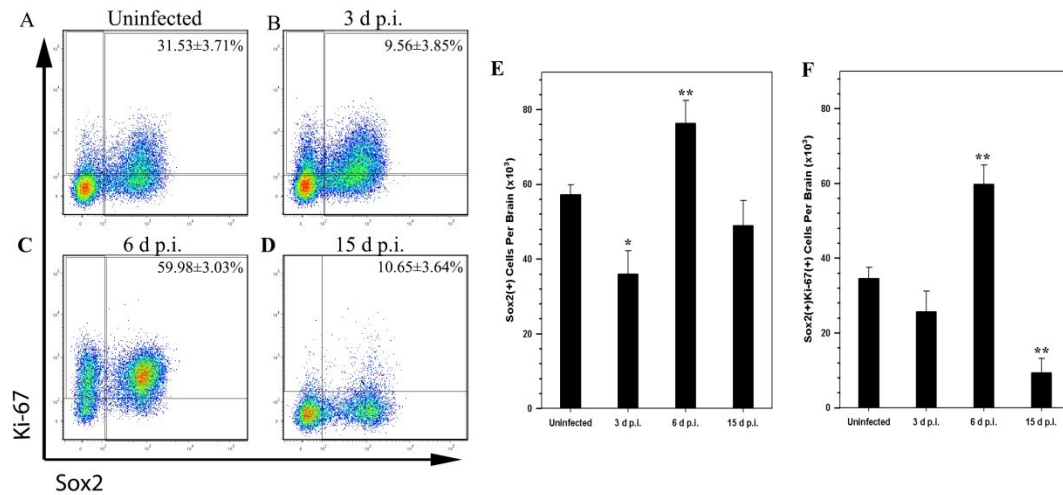 A
Uninfected
31.53±3.71%
B
3 d p.i.
9.56±3.85%
C
6 d p.i.
59.98±3.03%
D
15 d p.i.
10.65±3.64%
Ki-67
Sox2
E
Sox2(+) Cells Per Brain (x10³)
80
60
40
20
0
*
**
Uninfected 3 d p.i. 6 d p.i. 15 d p.i.
F
Sox2(+)Ki-67(+) Cells Per Brain (x10³)
80
60
40
20
0
**
**
Uninfected 3 d p.i. 6 d p.i. 15 d p.i.